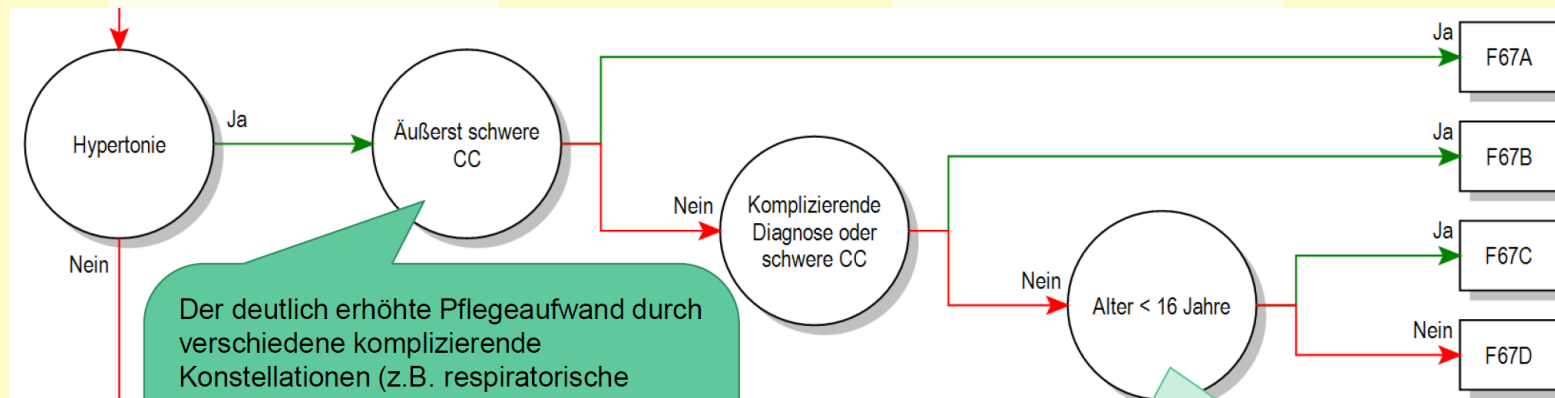 Hypertonie
Ja
Nein
Äußerst schwere
CC
Ja
F67A
Nein
Komplizierende
Diagnose oder
schwere CC
Ja
F67B
Nein
Alter < 16 Jahre
Ja
F67C
Nein
F67D
Der deutlich erhöhte Pflegeaufwand durch
verschiedene komplizierende
Konstellationen (z.B. respiratorische